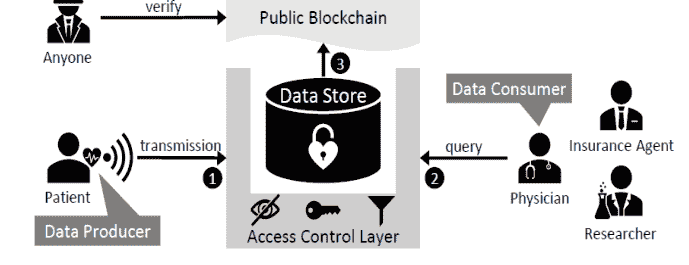 verify
Public Blockchain
Anyone
3
Data Store
Data Consumer
transmission
query
Insurance Agent
1
2
Patient
Physician
Data Producer
Access Control Layer
Researcher